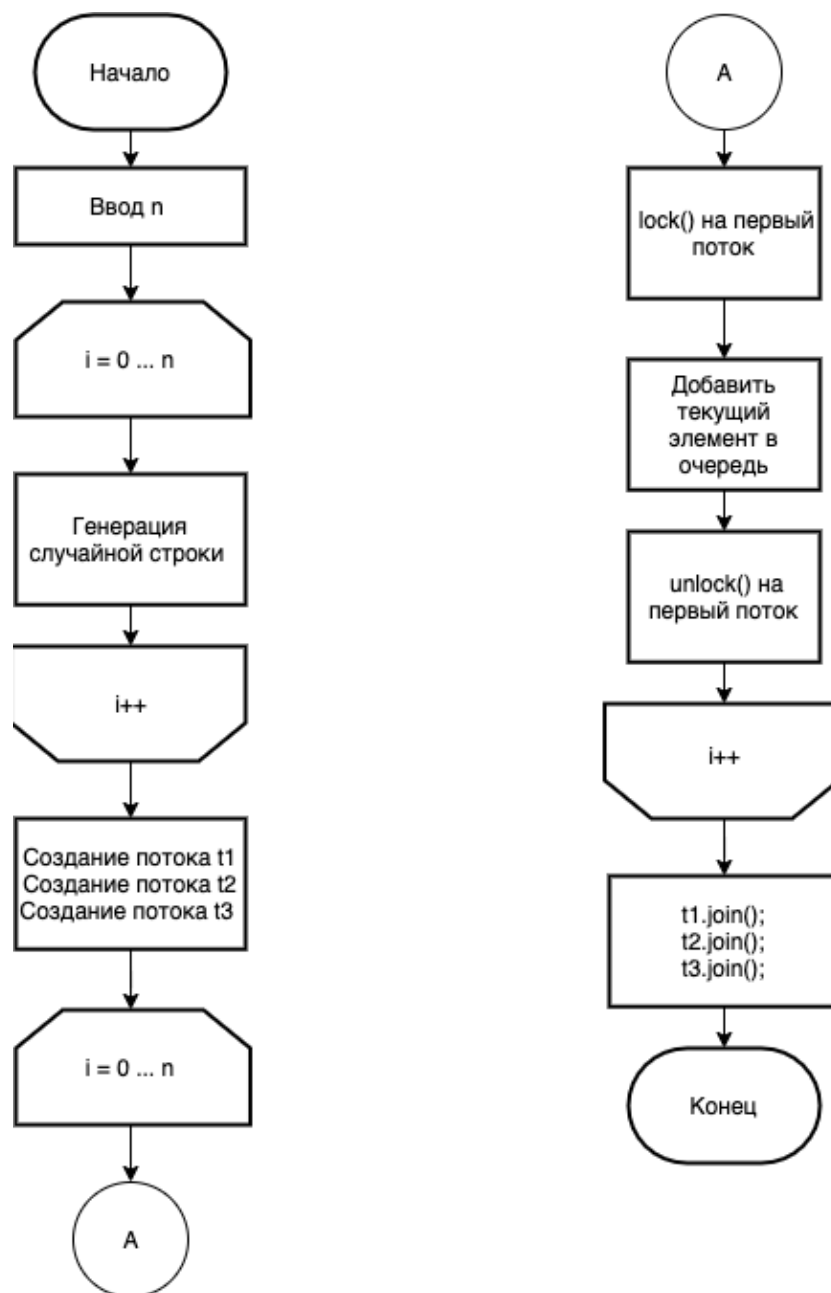 Начало
Ввод n
i = 0 ... n
Генерация
случайной строки
i++
Создание потока t1
Создание потока t2
Создание потока t3
i = 0 ... n
А
А
lock() на первый
поток
Добавить
текущий
элемент в
очередь
unlock() на
первый поток
i++
t1.join();
t2.join();
t3.join();
Конец